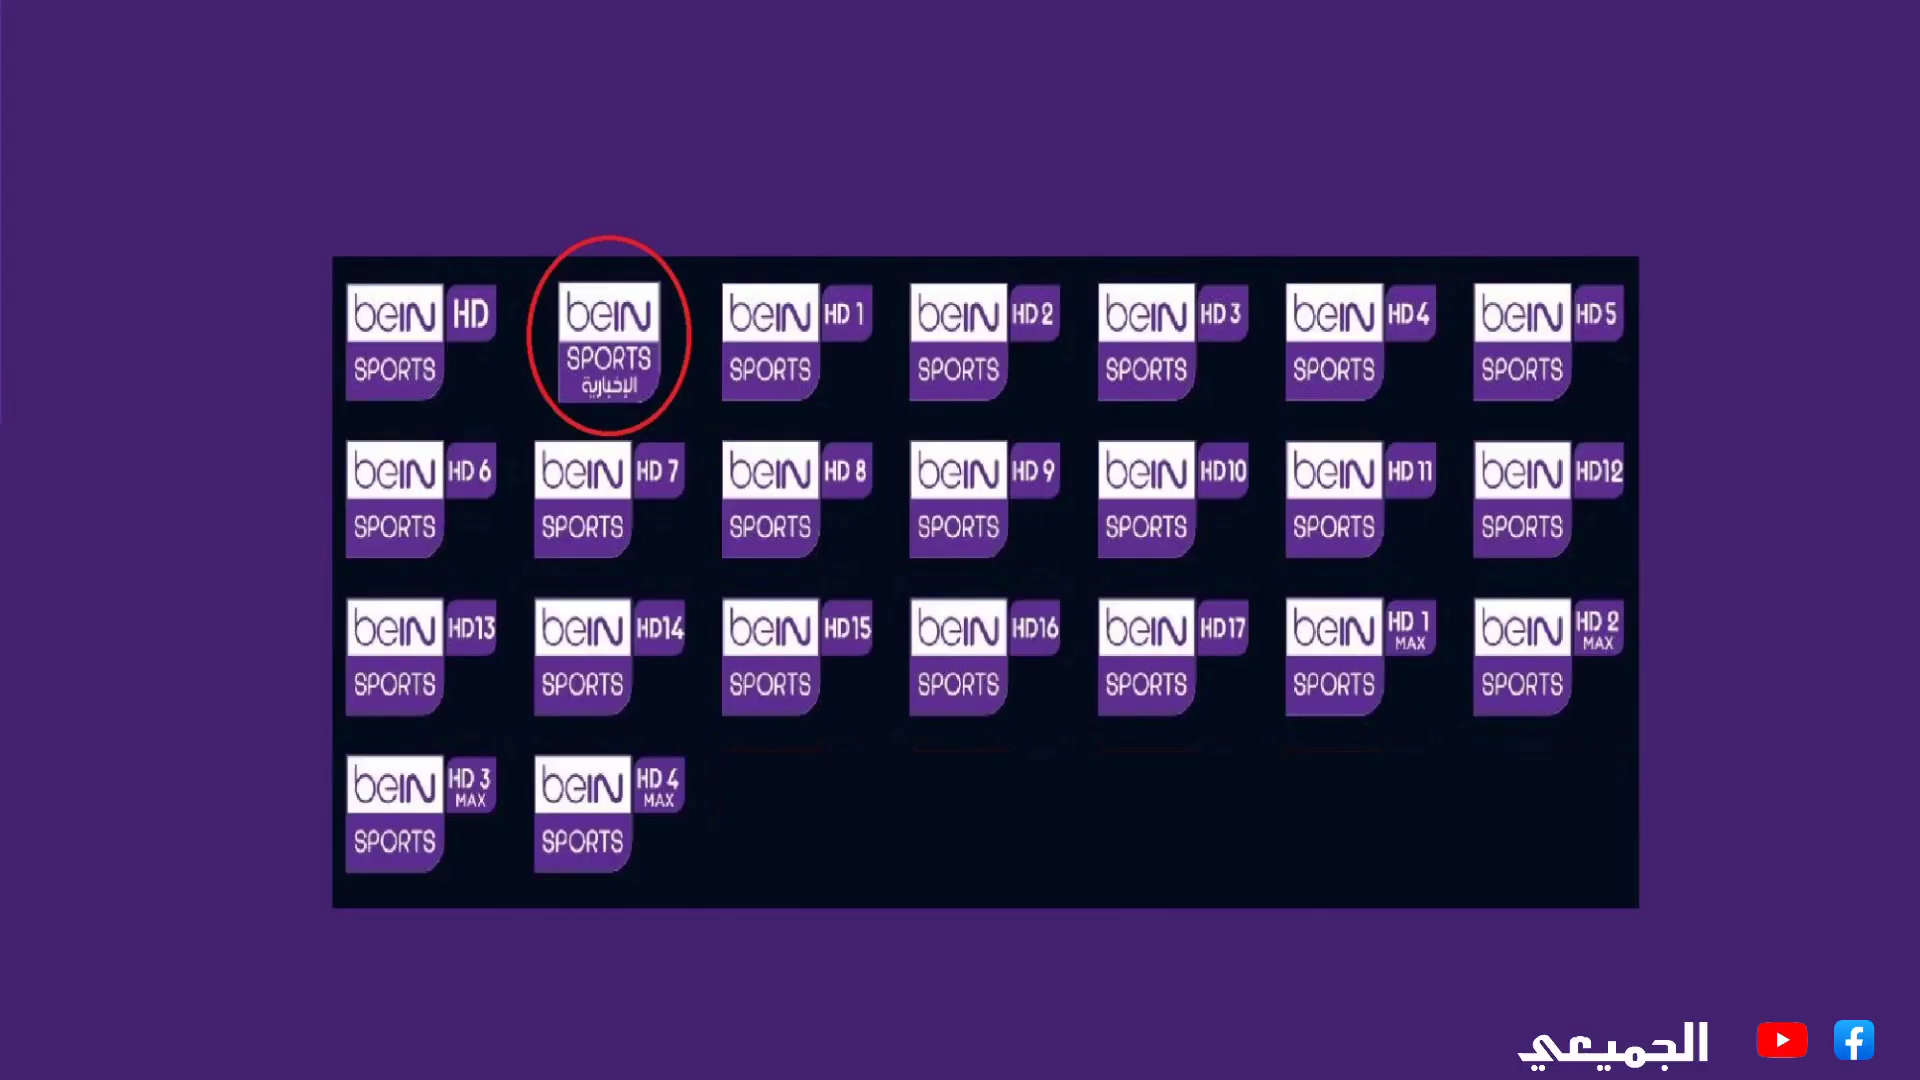 beIN HD
SPORTS
beIN
SPORTS
الإخبارية
beIN HD 1
SPORTS
beIN HD 2
SPORTS
beIN HD 3
SPORTS
beIN HD 4
SPORTS
beIN HD 5
SPORTS
beIN HD 6
SPORTS
beIN HD 7
SPORTS
beIN HD 8
SPORTS
beIN HD 9
SPORTS
beIN HD10
SPORTS
beIN HD11
SPORTS
beIN HD12
SPORTS
beIN HD13
SPORTS
beIN HD14
SPORTS
beIN HD15
SPORTS
beIN HD16
SPORTS
beIN HD17
SPORTS
beIN HD 1
MAX
SPORTS
beIN HD 2
MAX
SPORTS
beIN HD 3
MAX
SPORTS
beIN HD 4
MAX
SPORTS
الجميعي